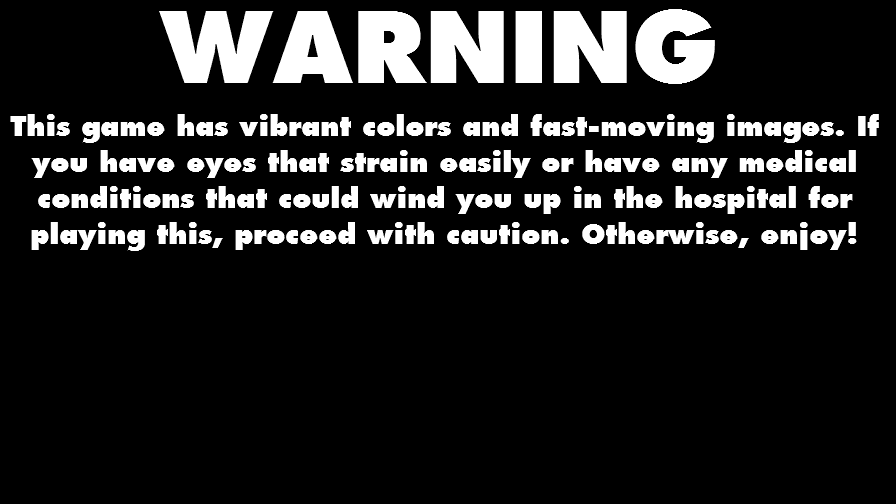 WARNING
This game has vibrant colors and fast-moving images. If
you have eyes that strain easily or have any medical
conditions that could wind you up in the hospital for
playing this, proceed with caution. Otherwise, enjoy!